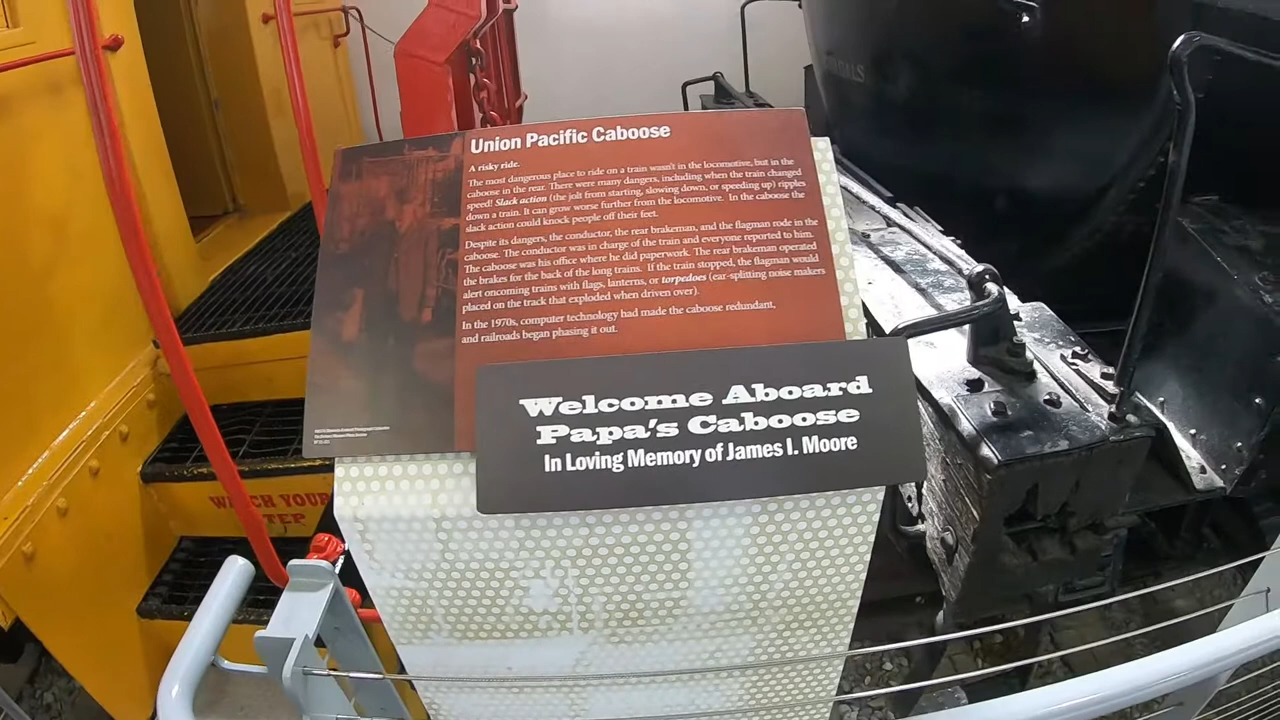 Union Pacific Caboose
A risky ride.
The most dangerous place to ride on a train wasn't in the locomotive, but in the
caboose in the rear. There were many dangers, including when the train changed
speed! Slack action (the jolt from starting, slowing down, or speeding up) ripples
down a train. It can grow worse further from the locomotive. In the caboose the
slack action could knock people off their feet.
Despite its dangers, the conductor, the rear brakeman, and the flagman rode in the
caboose. The conductor was in charge of the train and everyone reported to him.
The caboose was his office where he did paperwork. The rear brakeman operated
the brakes for the back of the long trains. If the train stopped, the flagman would
alert oncoming trains with flags, lanterns, or torpedoes (ear-splitting noise makers
placed on the track that exploded when driven over).
In the 1970s, computer technology had made the caboose redundant,
and railroads began phasing it out.
Welcome Aboard
Papa's Caboose
In Loving Memory of James I. Moore
WATCH YOUR
STEP